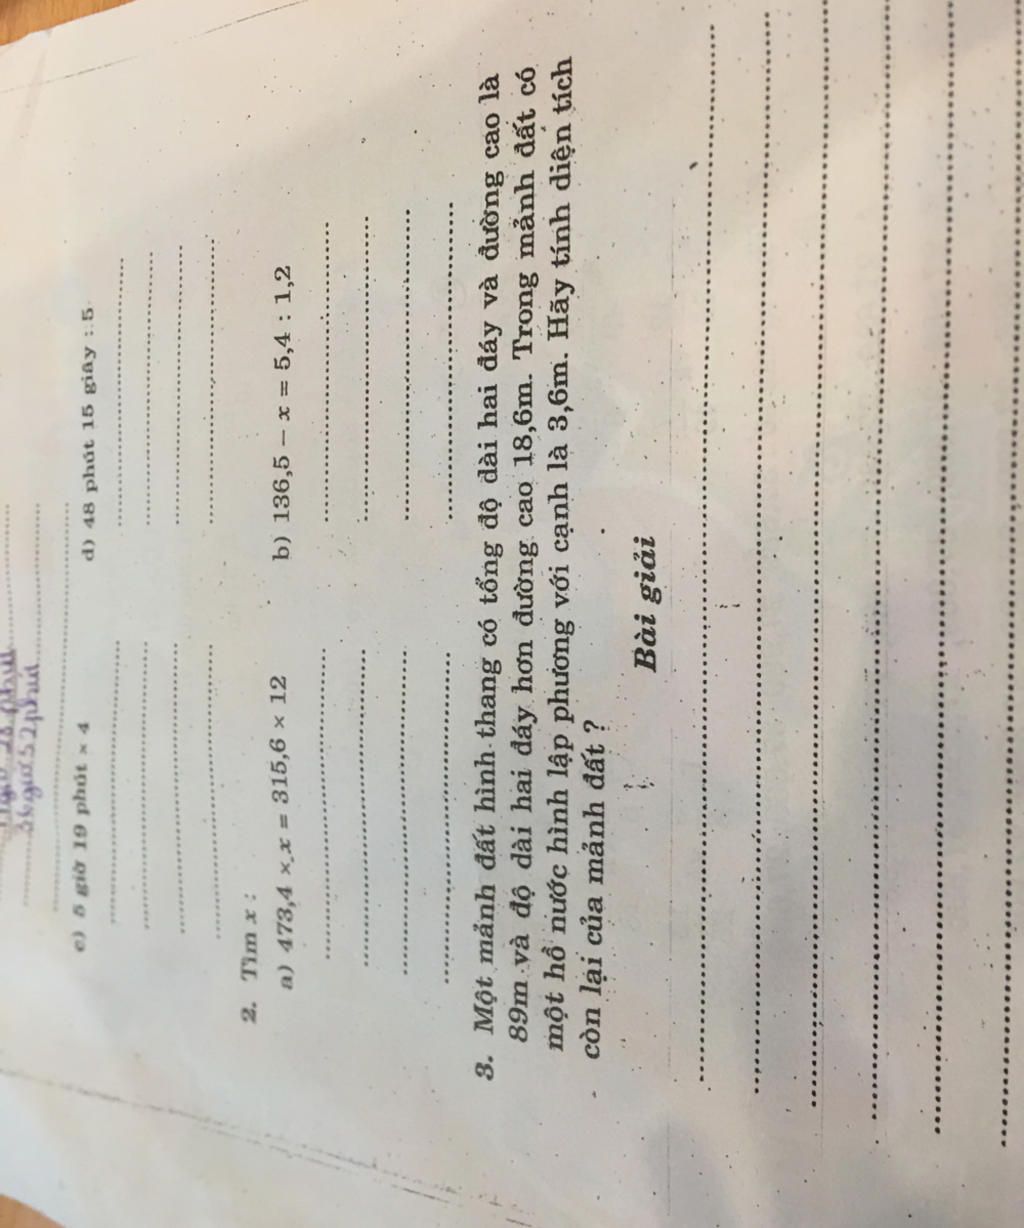 36 giờ 52 phút
c) 5 giờ 19 phút × 4 d) 48 phút 15 giây : 5
2. Tìm x :
a) 473,4 × x = 315,6 × 12 b) 136,5 – x = 5,4 : 1,2
3. Một mảnh đất hình thang có tổng độ dài hai đáy và đường cao là
89m và độ dài hai đáy hơn đường cao 18,6m. Trong mảnh đất có
một hồ nước hình lập phương với cạnh là 3,6m. Hãy tính diện tích
còn lại của mảnh đất ?
Bài giải